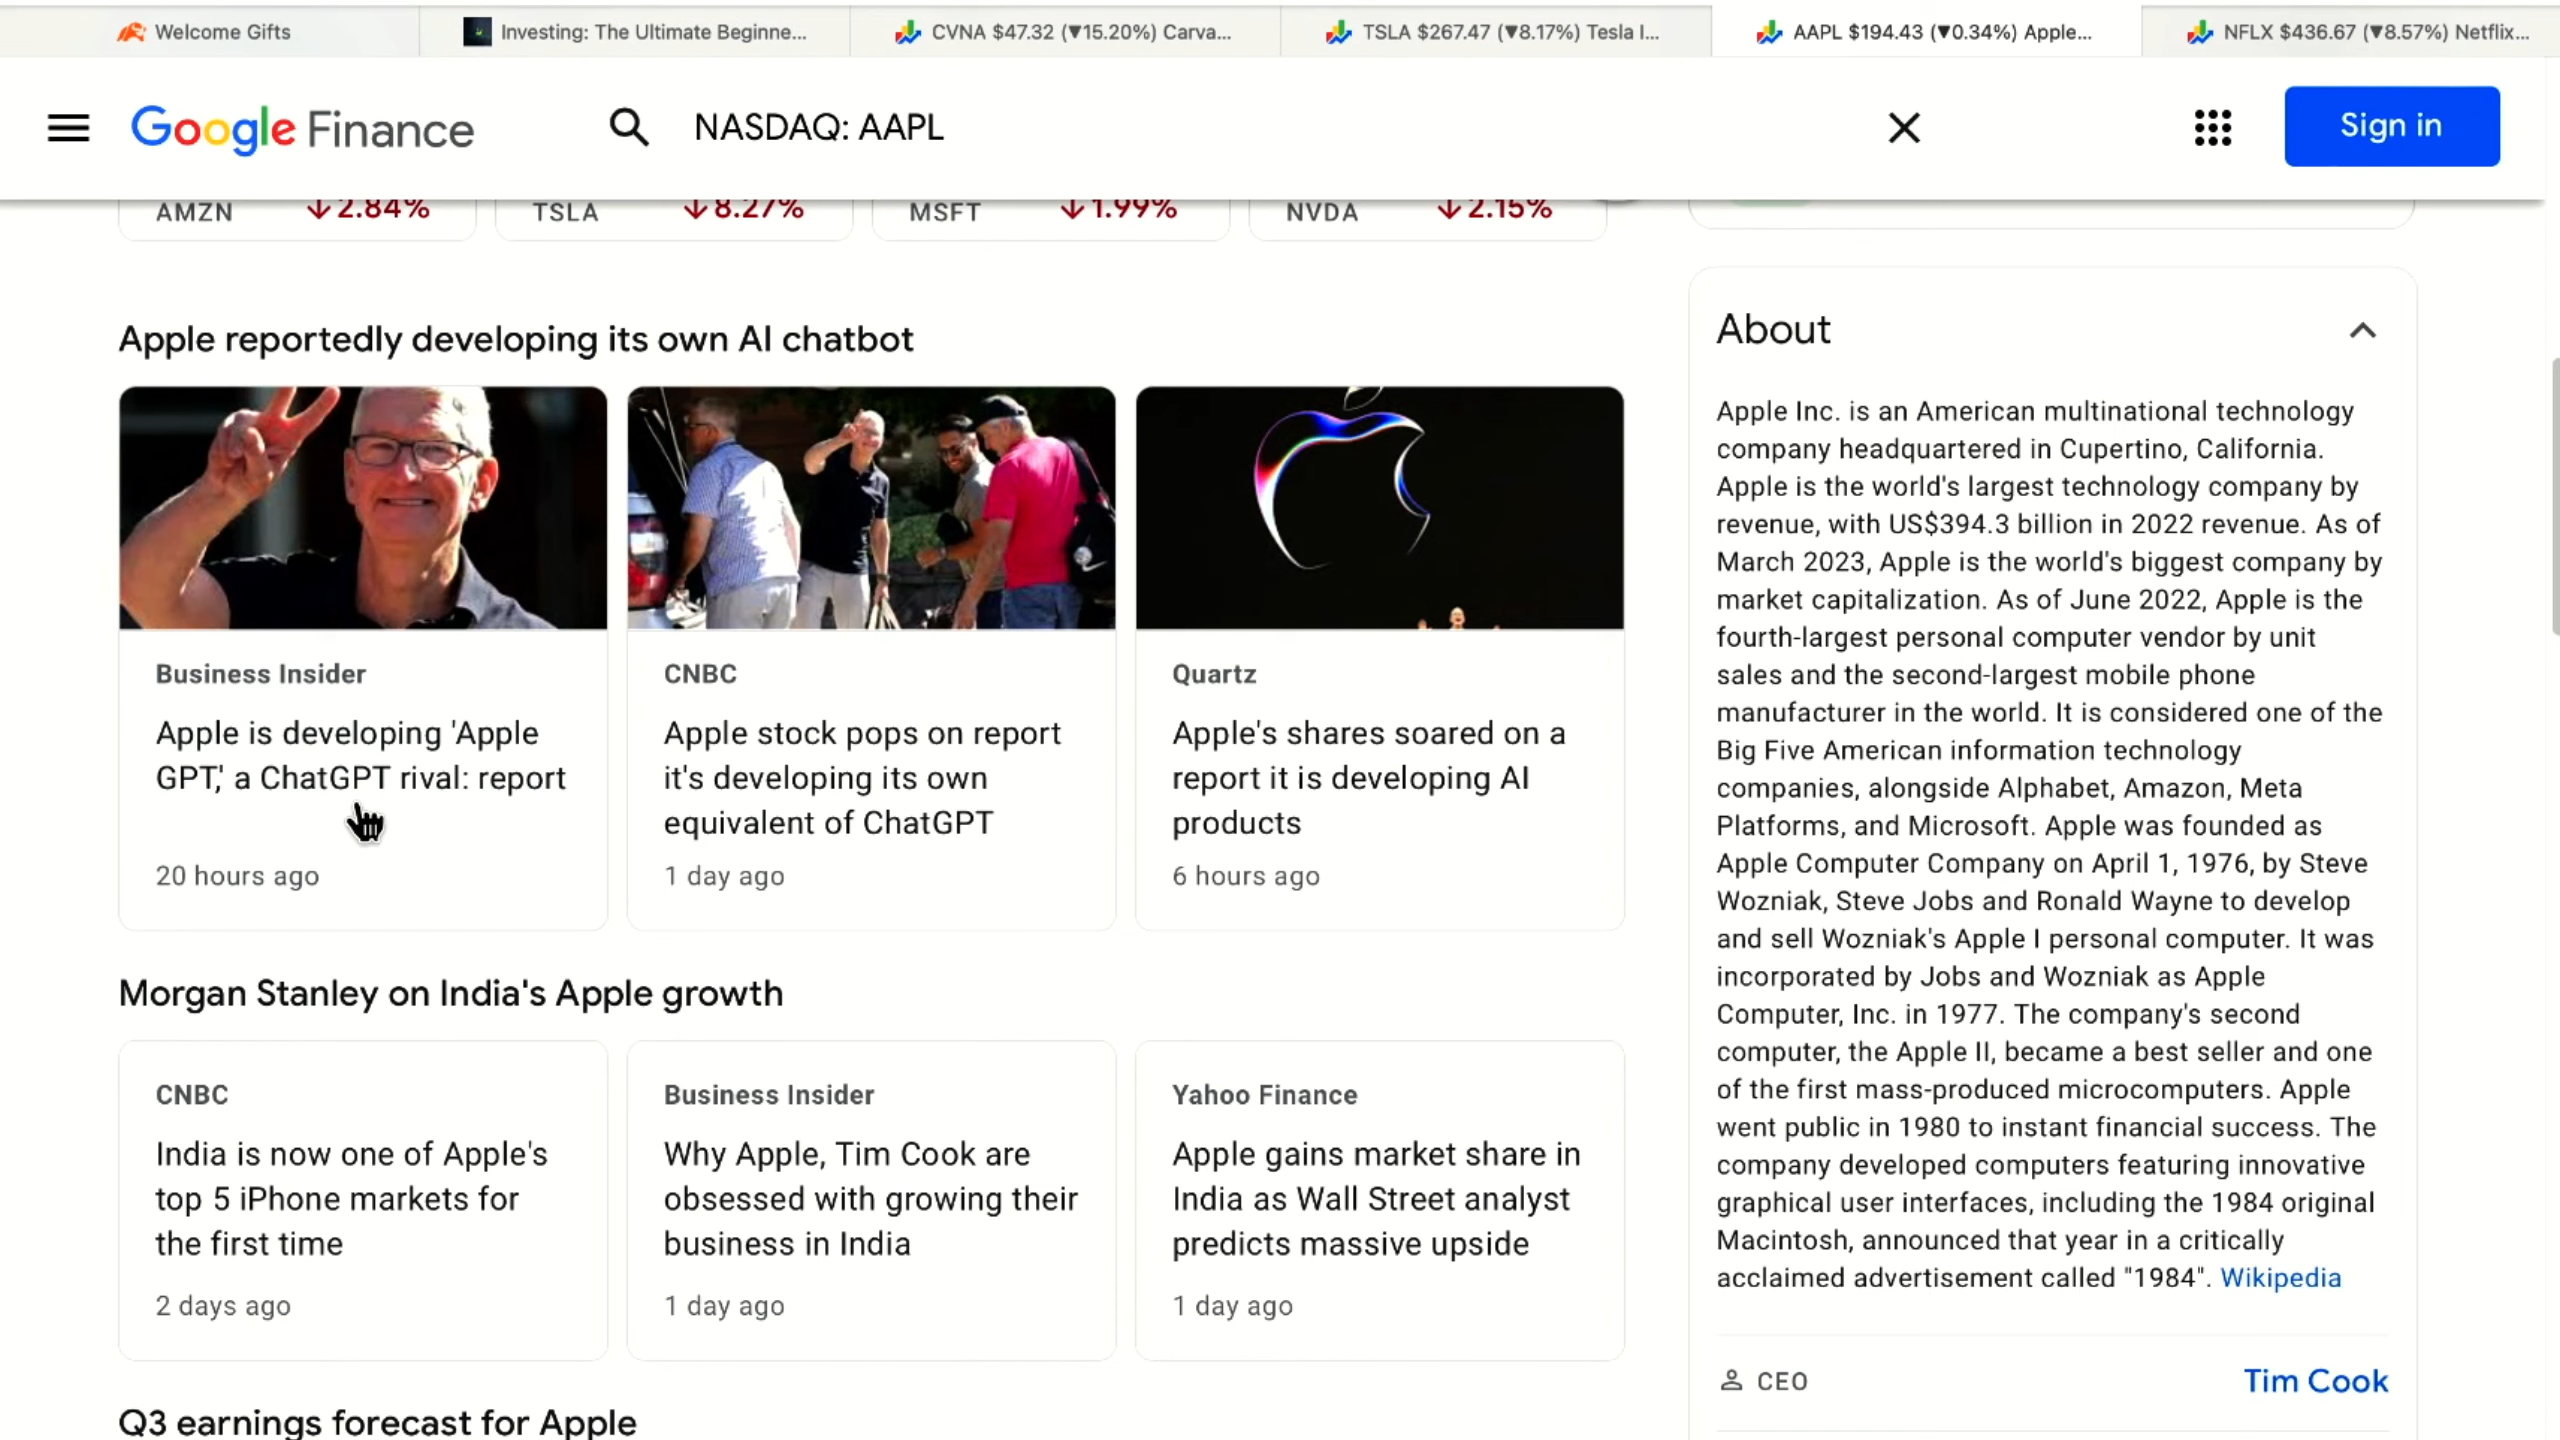 Welcome Gifts
Investing: The Ultimate Beginne...
CVNA $47.32 (▼15.20%) Carva...
TSLA $267.47 (▼8.17%) Tesla I...
AAPL $194.43 (▼0.34%) Apple...
NFLX $436.67 (▼8.57%) Netflix...
Google Finance
NASDAQ: AAPL
Sign in
AMZN ↓2.84%
TSLA ↓8.27%
MSFT ↓1.99%
NVDA ↓2.15%
Apple reportedly developing its own AI chatbot
Business Insider
Apple is developing 'Apple
GPT,' a ChatGPT rival: report
20 hours ago
CNBC
Apple stock pops on report
it's developing its own
equivalent of ChatGPT
1 day ago
Quartz
Apple's shares soared on a
report it is developing AI
products
6 hours ago
Morgan Stanley on India's Apple growth
CNBC
India is now one of Apple's
top 5 iPhone markets for
the first time
2 days ago
Business Insider
Why Apple, Tim Cook are
obsessed with growing their
business in India
1 day ago
Yahoo Finance
Apple gains market share in
India as Wall Street analyst
predicts massive upside
1 day ago
Q3 earnings forecast for Apple
About
Apple Inc. is an American multinational technology
company headquartered in Cupertino, California.
Apple is the world's largest technology company by
revenue, with US$394.3 billion in 2022 revenue. As of
March 2023, Apple is the world's biggest company by
market capitalization. As of June 2022, Apple is the
fourth-largest personal computer vendor by unit
sales and the second-largest mobile phone
manufacturer in the world. It is considered one of the
Big Five American information technology
companies, alongside Alphabet, Amazon, Meta
Platforms, and Microsoft. Apple was founded as
Apple Computer Company on April 1, 1976, by Steve
Wozniak, Steve Jobs and Ronald Wayne to develop
and sell Wozniak's Apple I personal computer. It was
incorporated by Jobs and Wozniak as Apple
Computer, Inc. in 1977. The company's second
computer, the Apple II, became a best seller and one
of the first mass-produced microcomputers. Apple
went public in 1980 to instant financial success. The
company developed computers featuring innovative
graphical user interfaces, including the 1984 original
Macintosh, announced that year in a critically
acclaimed advertisement called "1984". Wikipedia
CEO
Tim Cook